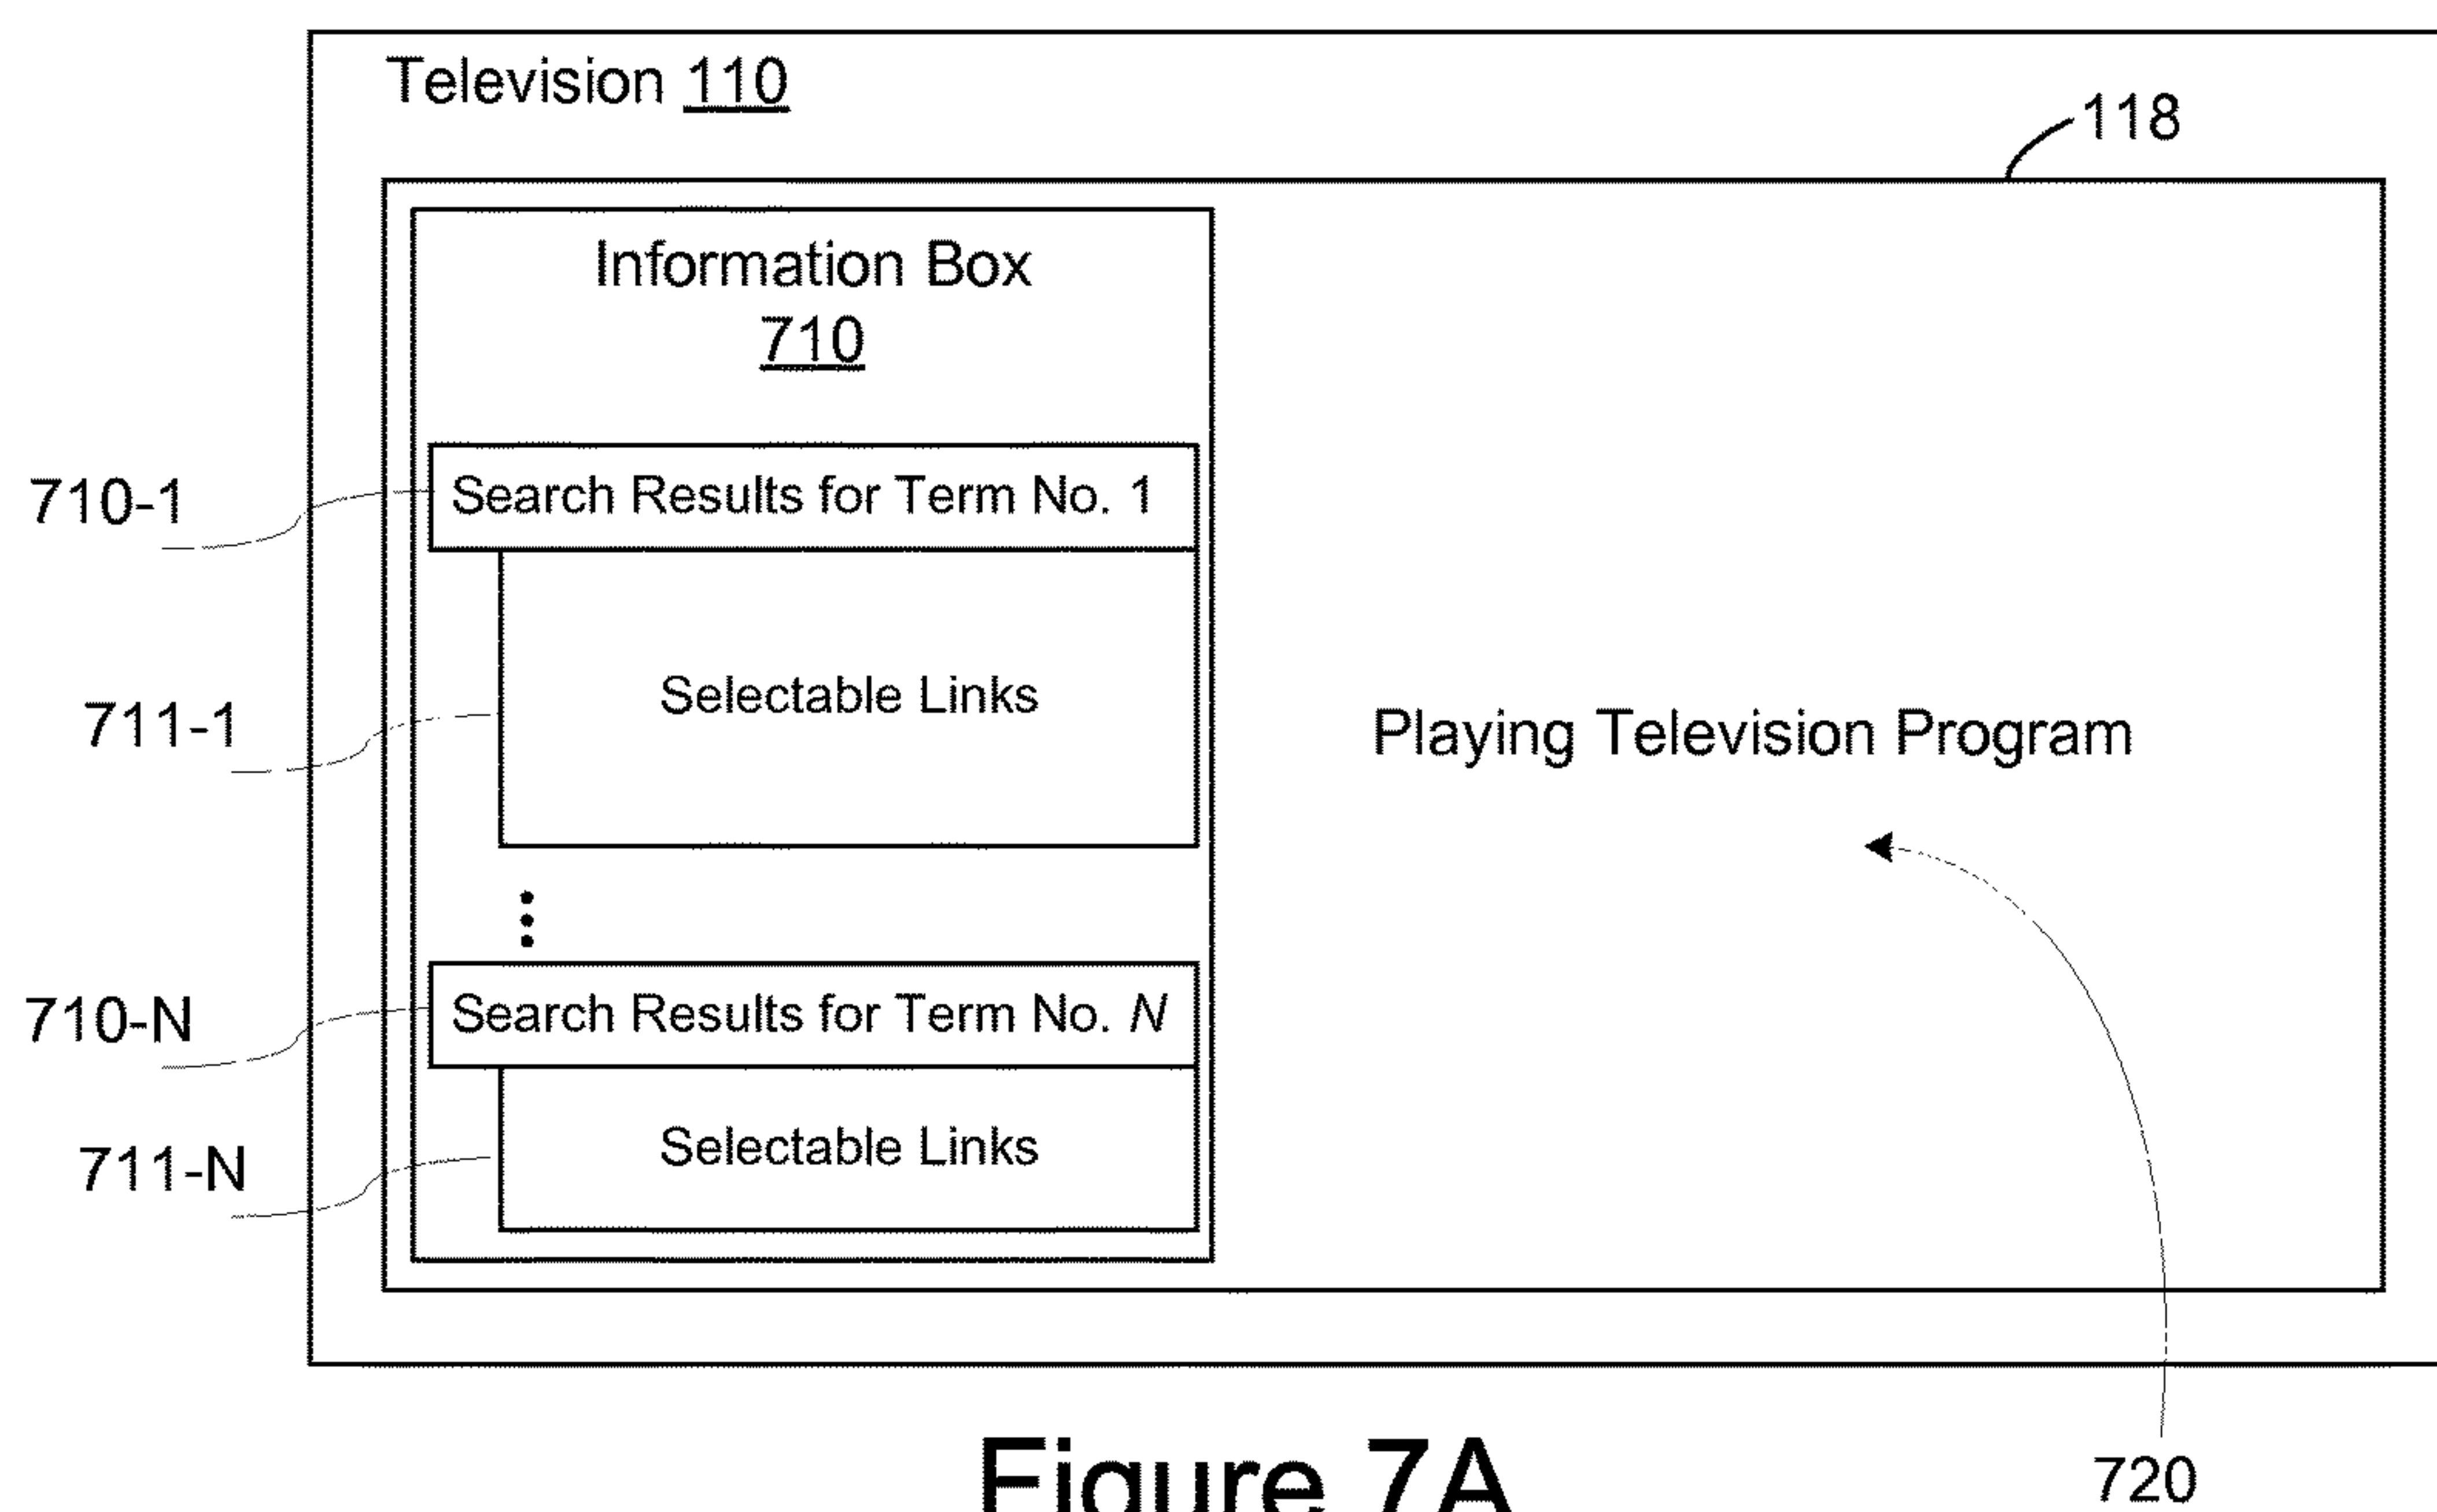 Television 110
118
Information Box
710
710-1
Search Results for Term No. 1
711-1
Selectable Links
Playing Television Program
710-N
Search Results for Term No. N
711-N
Selectable Links
720
Figure 7A